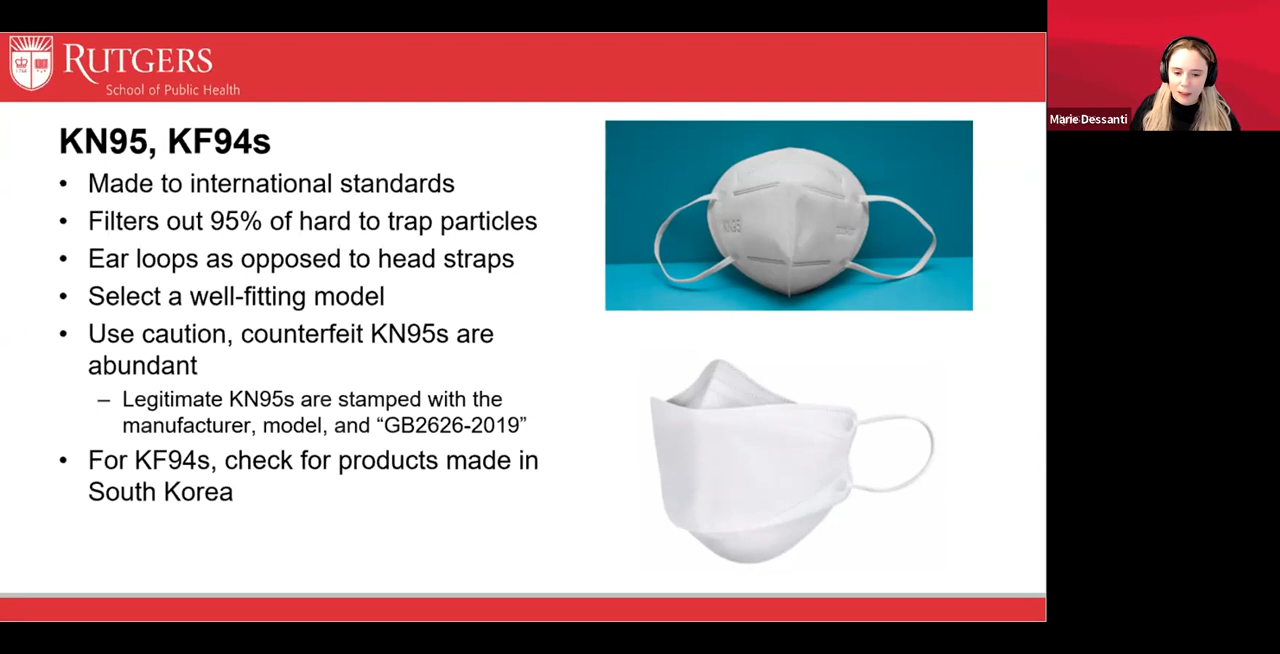 RUTGERS
School of Public Health
KN95, KF94s
• Made to international standards
• Filters out 95% of hard to trap particles
• Ear loops as opposed to head straps
• Select a well-fitting model
• Use caution, counterfeit KN95s are
abundant
– Legitimate KN95s are stamped with the
manufacturer, model, and “GB2626-2019”
• For KF94s, check for products made in
South Korea
KN95
Marie Dessanti